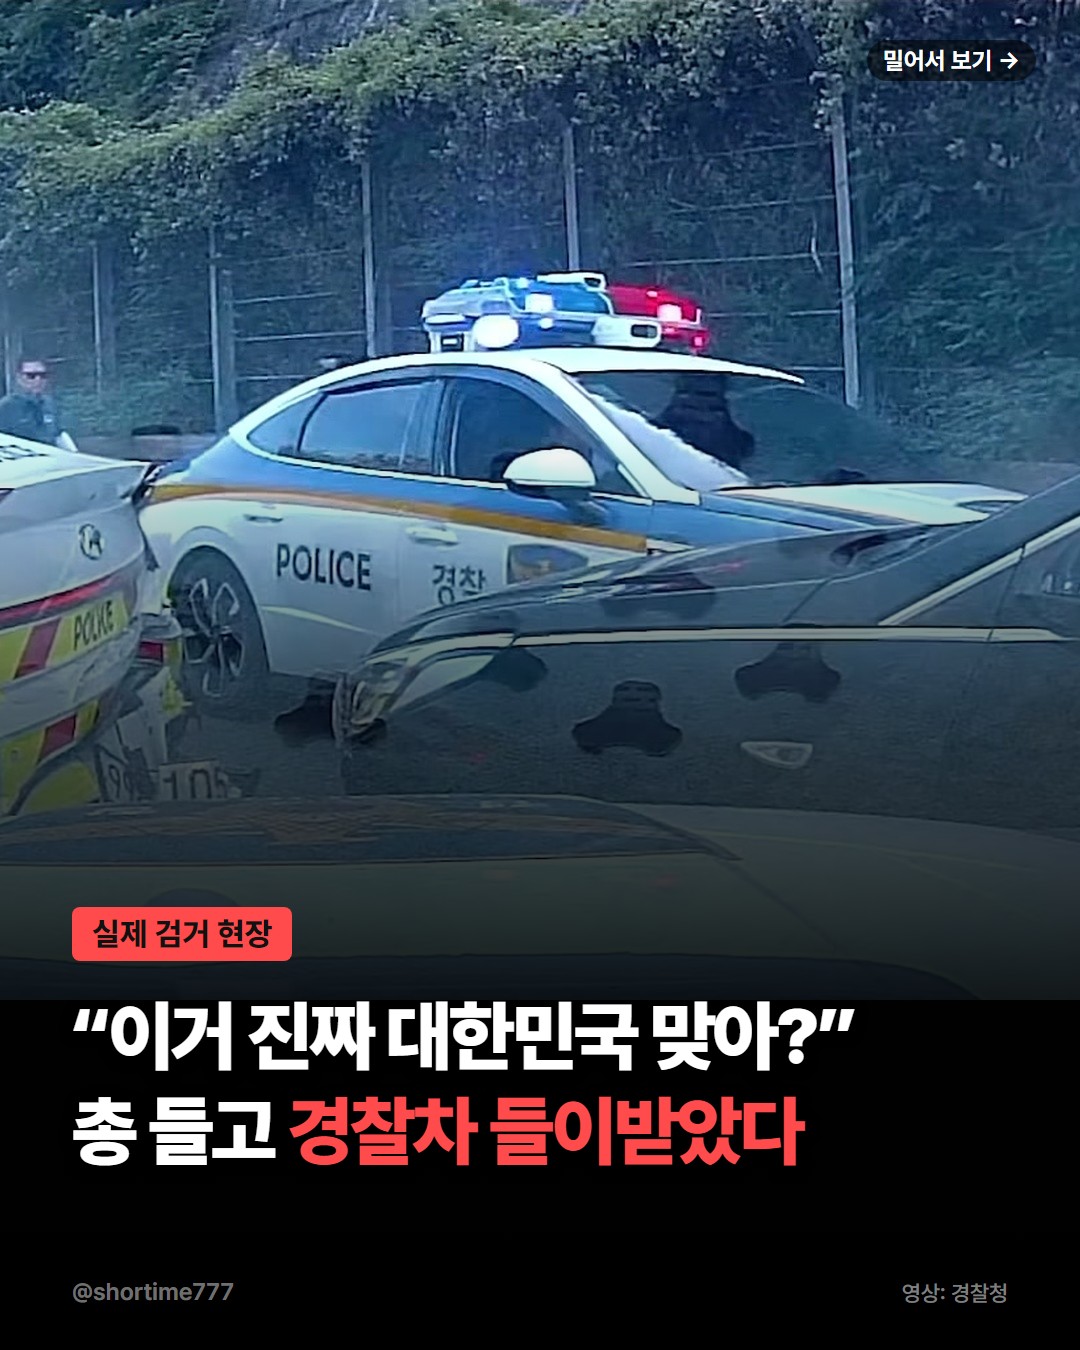 밀어서 보기 →
POLICE
경찰
POLICE
실제 검거 현장
“이거 진짜 대한민국 맞아?”
총 들고 경찰차 들이받았다
@shortime777
영상: 경찰청